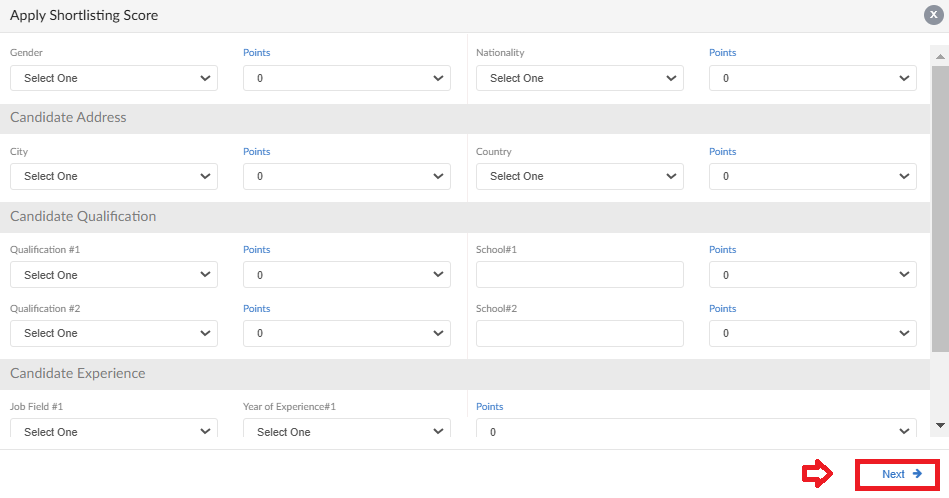 Apply Shortlisting Score
X
Gender Points Nationality Points
Select One 0 Select One 0
Candidate Address
City Points Country Points
Select One 0 Select One 0
Candidate Qualification
Qualification #1 Points School#1 Points
Select One 0 0
Qualification #2 Points School#2 Points
Select One 0 0
Candidate Experience
Job Field #1 Year of Experience#1 Points
Select One Select One 0
Next